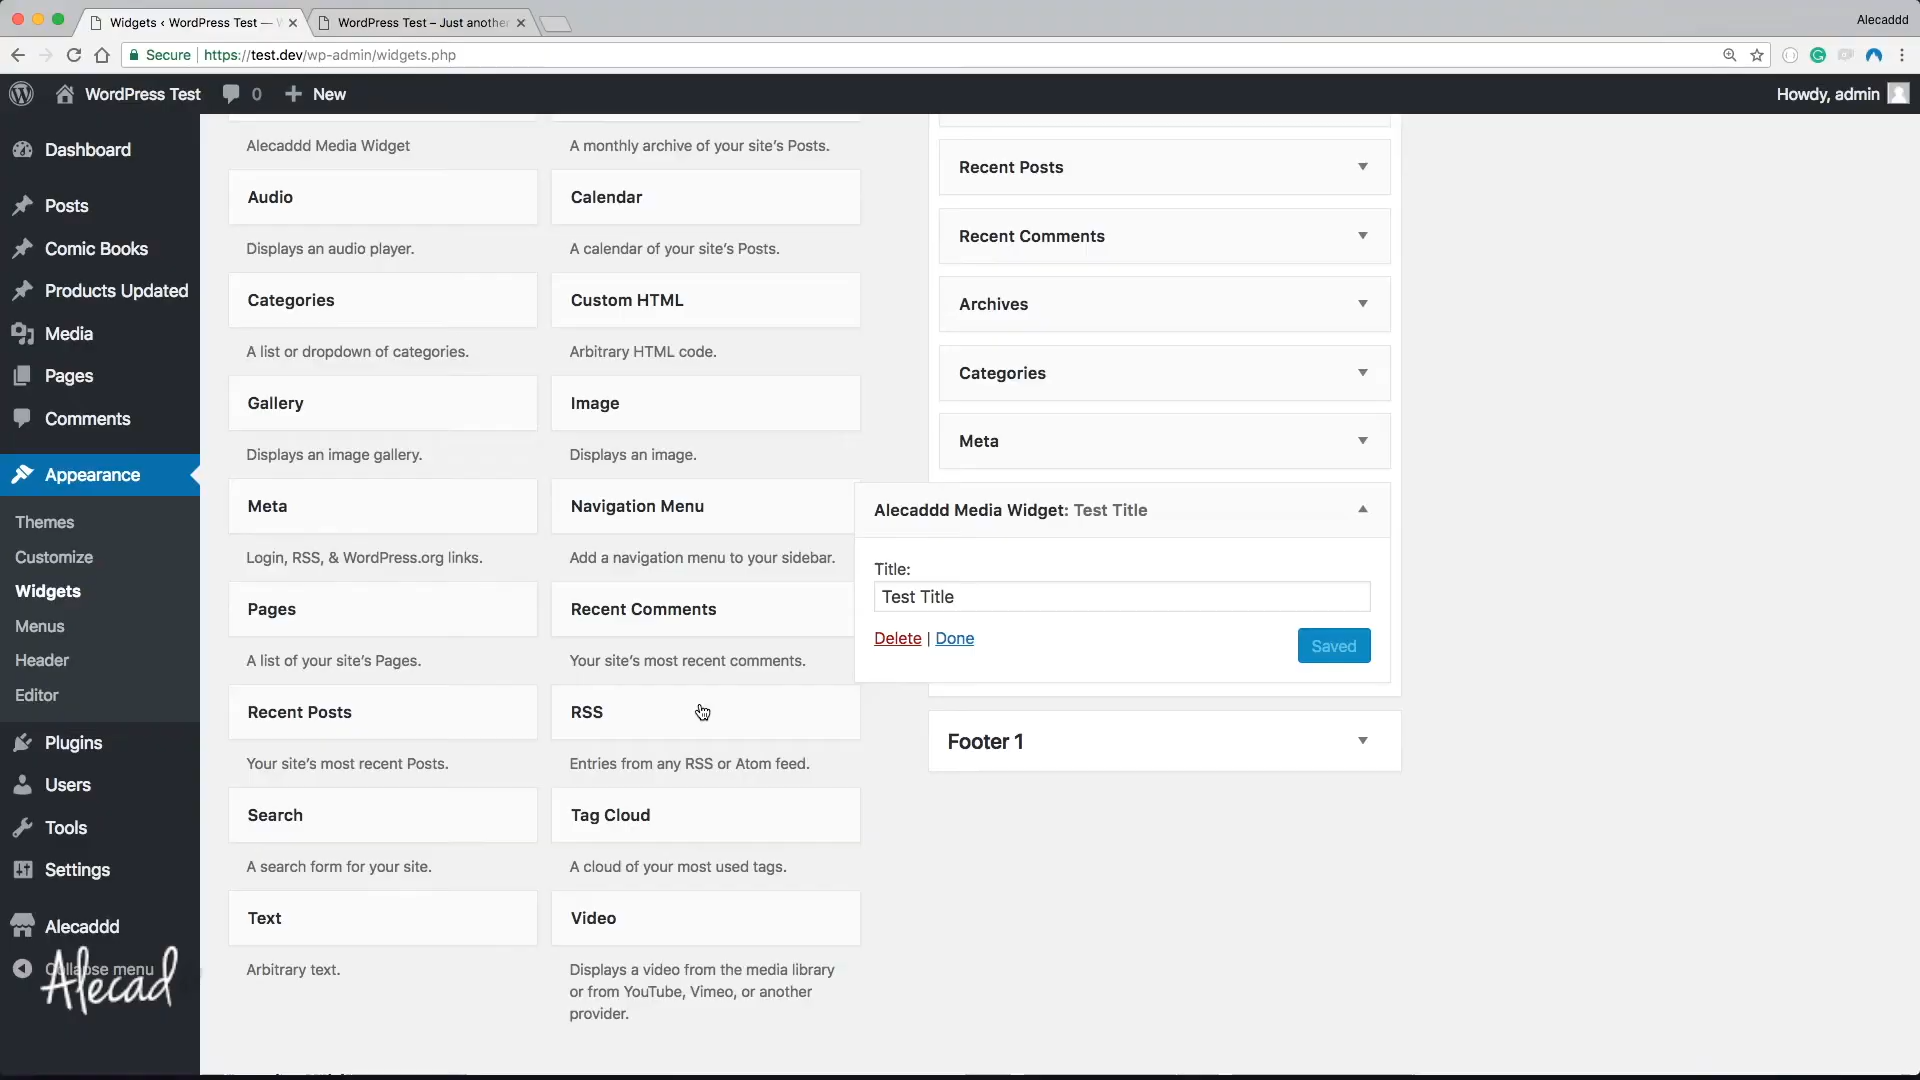 Widgets ‹ WordPress Test —
WordPress Test – Just another
Alecaddd
Secure
https://test.dev/wp-admin/widgets.php
WordPress Test
0
New
Howdy, admin
Dashboard
Posts
Comic Books
Products Updated
Media
Pages
Comments
Appearance
Themes
Customize
Widgets
Menus
Header
Editor
Plugins
Users
Tools
Settings
Alecaddd
Collapse menu
Alecad
Alecaddd Media Widget
A monthly archive of your site’s Posts.
Audio
Calendar
Displays an audio player.
A calendar of your site’s Posts.
Categories
Custom HTML
A list or dropdown of categories.
Arbitrary HTML code.
Gallery
Image
Displays an image gallery.
Displays an image.
Meta
Navigation Menu
Login, RSS, & WordPress.org links.
Add a navigation menu to your sidebar.
Pages
Recent Comments
A list of your site’s Pages.
Your site’s most recent comments.
Recent Posts
RSS
Your site’s most recent Posts.
Entries from any RSS or Atom feed.
Search
Tag Cloud
A search form for your site.
A cloud of your most used tags.
Text
Video
Arbitrary text.
Displays a video from the media library
or from YouTube, Vimeo, or another
provider.
Recent Posts
Recent Comments
Archives
Categories
Meta
Alecaddd Media Widget: Test Title
Title:
Test Title
Delete | Done
Saved
Footer 1